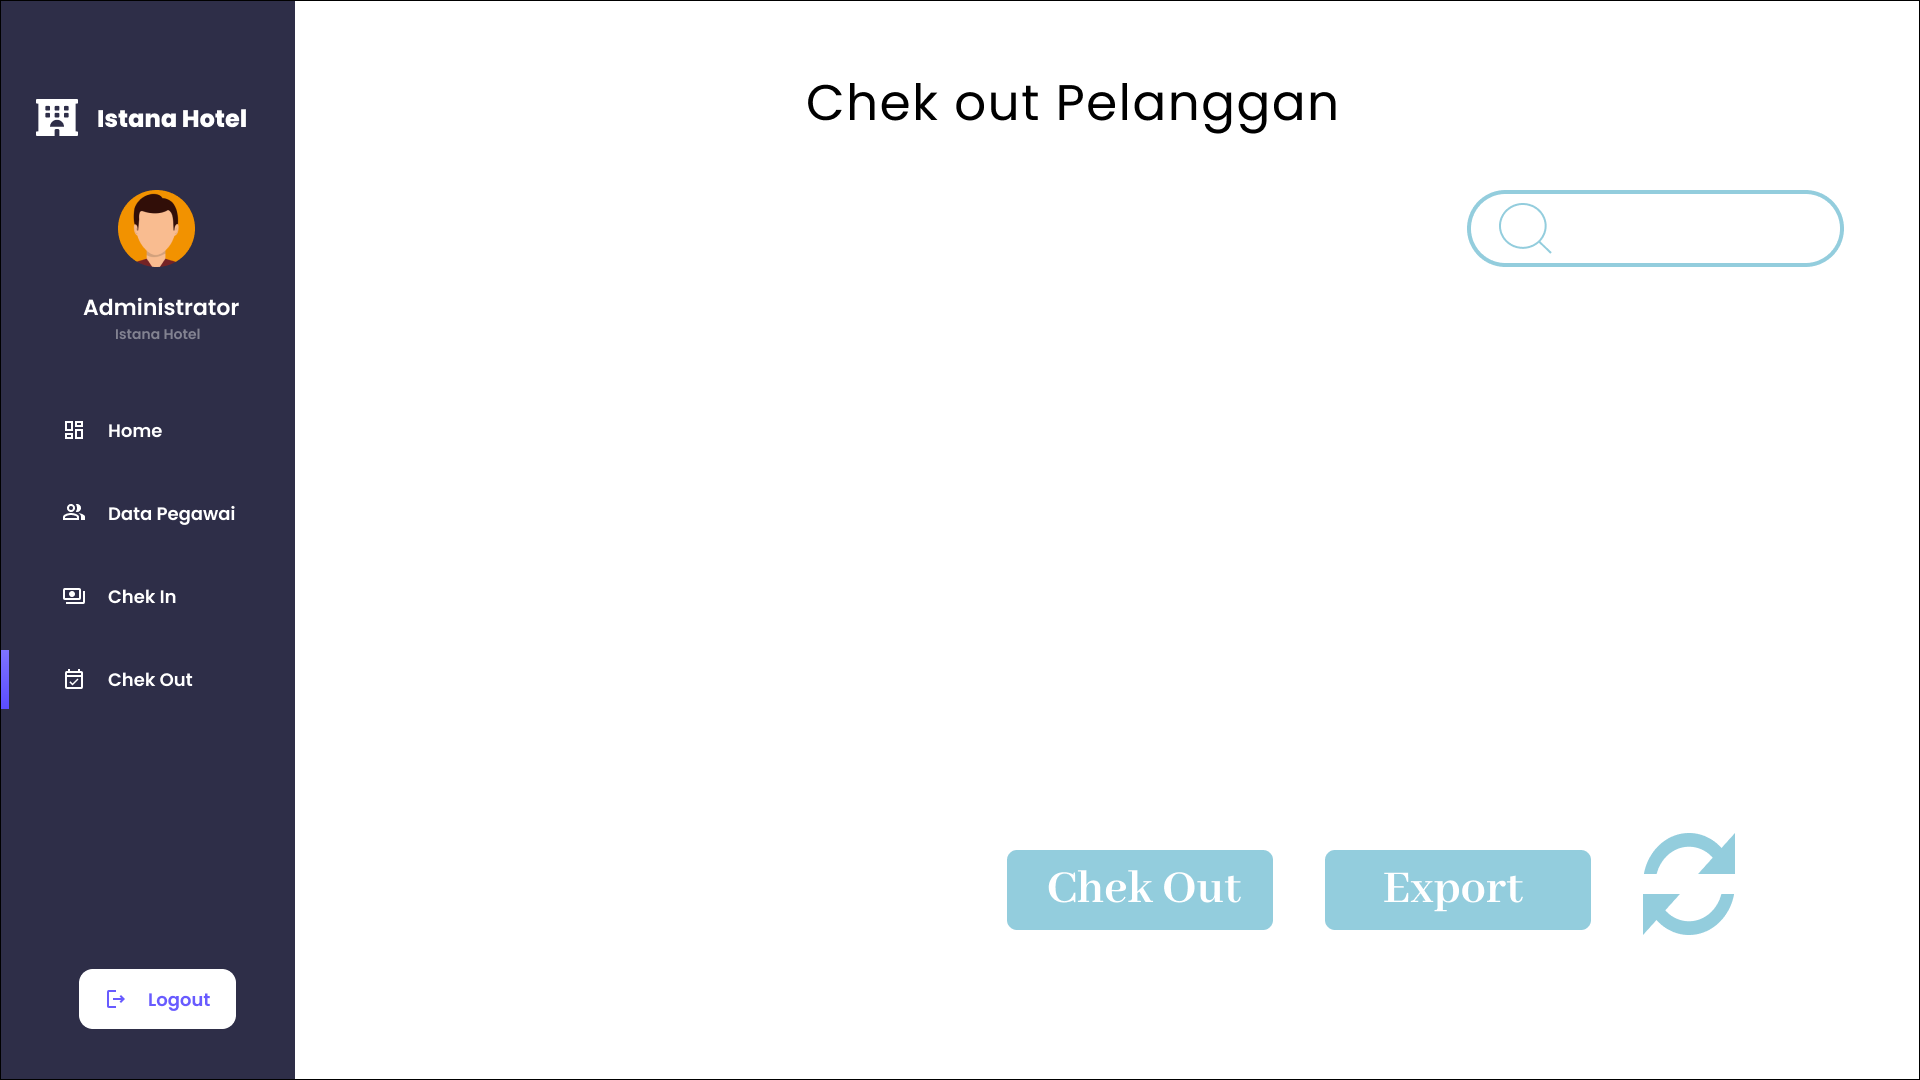 Istana Hotel
Administrator
Istana Hotel
Home
Data Pegawai
Chek In
Chek Out
Logout
Chek out Pelanggan
Chek Out
Export